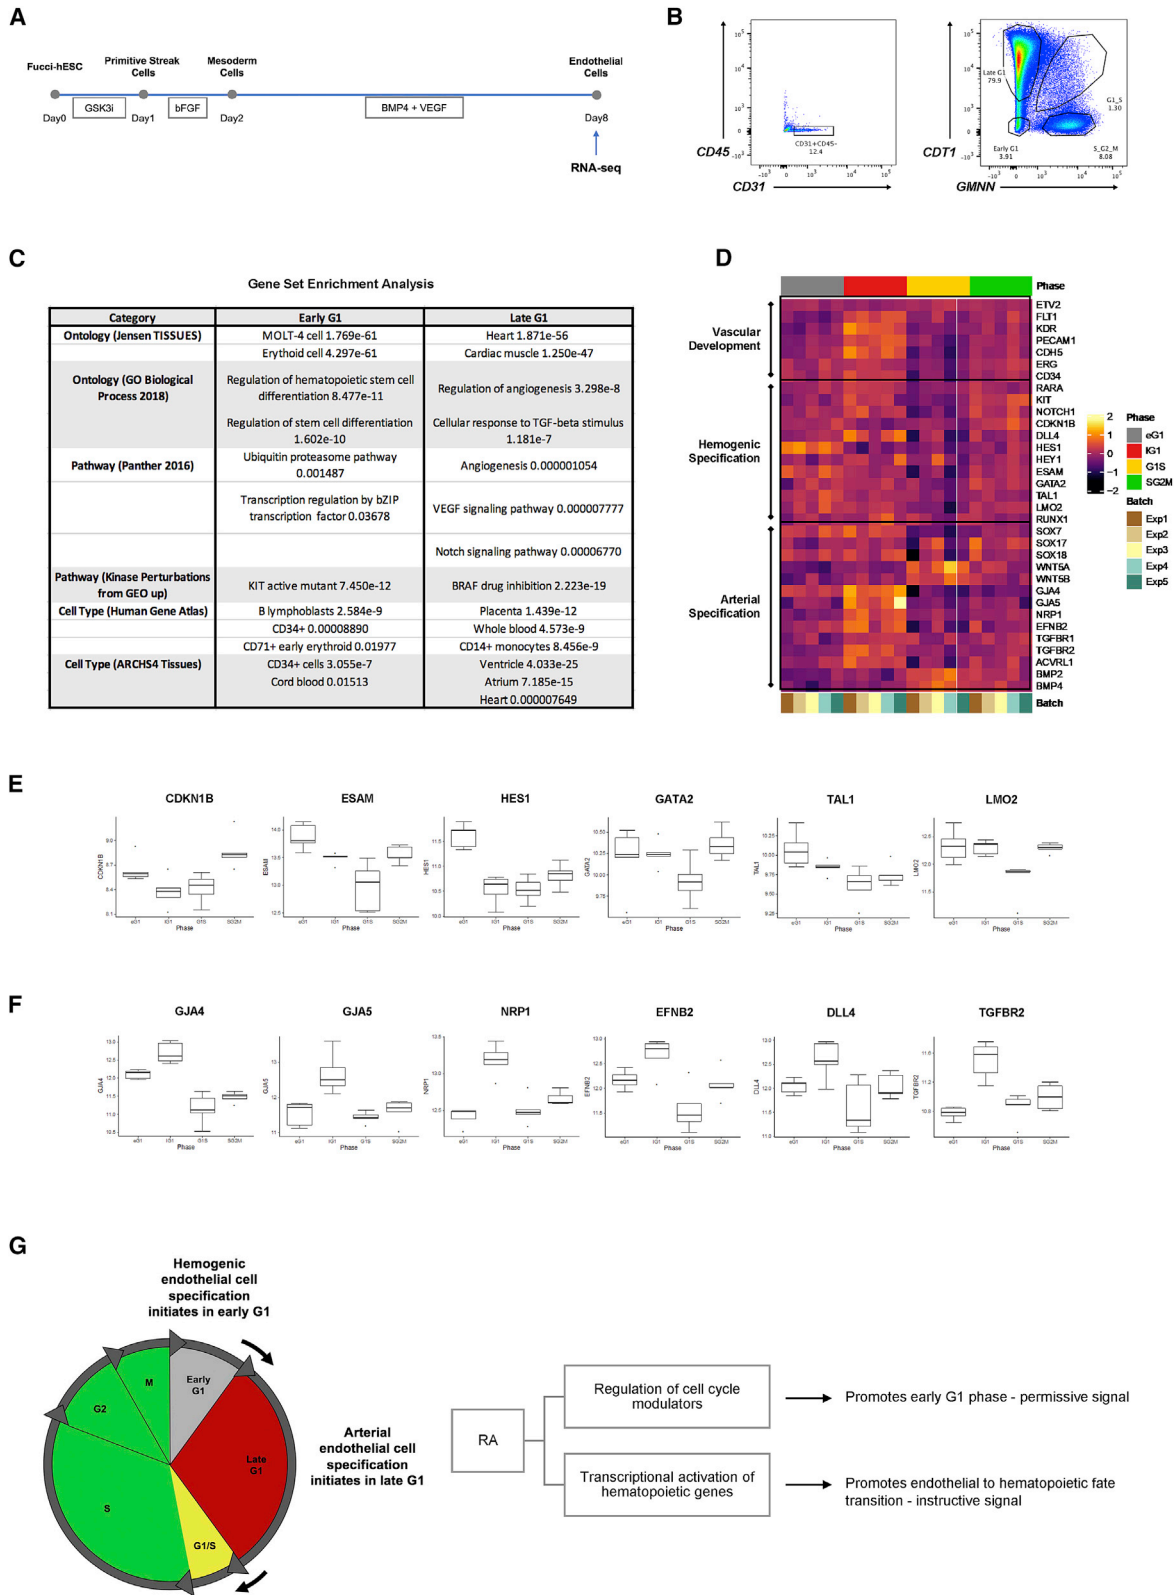 A
Fucci-hESC
Primitive Streak
Cells
Mesoderm
Cells
Endothelial
Cells
GSK3i
bFGF
BMP4 + VEGF
Day0
Day1
Day2
Day8
RNA-seq
B
CD45
CD31+CD45-
12.4
CD31
CDT1
Late G1
79.9
G1_S
1.30
Early G1
3.91
S_G2_M
8.08
GMNN
C
Gene Set Enrichment Analysis
Category Early G1 Late G1
Ontology (Jensen TISSUES) MOLT-4 cell 1.769e-61 Heart 1.871e-56
Erythoid cell 4.297e-61 Cardiac muscle 1.250e-47
Ontology (GO Biological Process 2018) Regulation of hematopoietic stem cell differentiation 8.477e-11 Regulation of angiogenesis 3.298e-8
Regulation of stem cell differentiation 1.602e-10 Cellular response to TGF-beta stimulus 1.181e-7
Pathway (Panther 2016) Ubiquitin proteasome pathway 0.001487 Angiogenesis 0.000001054
Transcription regulation by bZIP transcription factor 0.03678 VEGF signaling pathway 0.000007777
Notch signaling pathway 0.00006770
Pathway (Kinase Perturbations from GEO up) KIT active mutant 7.450e-12 BRAF drug inhibition 2.223e-19
Cell Type (Human Gene Atlas) B lymphoblasts 2.584e-9 Placenta 1.439e-12
CD34+ 0.00008890 Whole blood 4.573e-9
CD71+ early erythroid 0.01977 CD14+ monocytes 8.456e-9
Cell Type (ARCHS4 Tissues) CD34+ cells 3.055e-7 Ventricle 4.033e-25
Cord blood 0.01513 Atrium 7.185e-15
Heart 0.000007649
D
Phase
Vascular
Development
Hemogenic
Specification
Arterial
Specification
ETV2
FLT1
KDR
PECAM1
CDH5
ERG
CD34
RARA
KIT
NOTCH1
CDKN1B
DLL4
HES1
HEY1
ESAM
GATA2
TAL1
LMO2
RUNX1
SOX7
SOX17
SOX18
WNT5A
WNT5B
GJA4
GJA5
NRP1
EFNB2
TGFBR1
TGFBR2
ACVRL1
BMP2
BMP4
Batch
2
1
0
-1
-2
Phase
eG1
lG1
G1S
SG2M
Batch
Exp1
Exp2
Exp3
Exp4
Exp5
E
CDKN1B
ESAM
HES1
GATA2
TAL1
LMO2
eG1 lG1 G1S SG2M
Phase
F
GJA4
GJA5
NRP1
EFNB2
DLL4
TGFBR2
eG1 lG1 G1S SG2M
Phase
G
Hemogenic
endothelial cell
specification
initiates in early G1
M
Early
G1
G2
Late
G1
S
G1/S
Arterial
endothelial cell
specification
initiates in late G1
RA
Regulation of cell cycle
modulators
Promotes early G1 phase - permissive signal
Transcriptional activation of
hematopoietic genes
Promotes endothelial to hematopoietic fate
transition - instructive signal